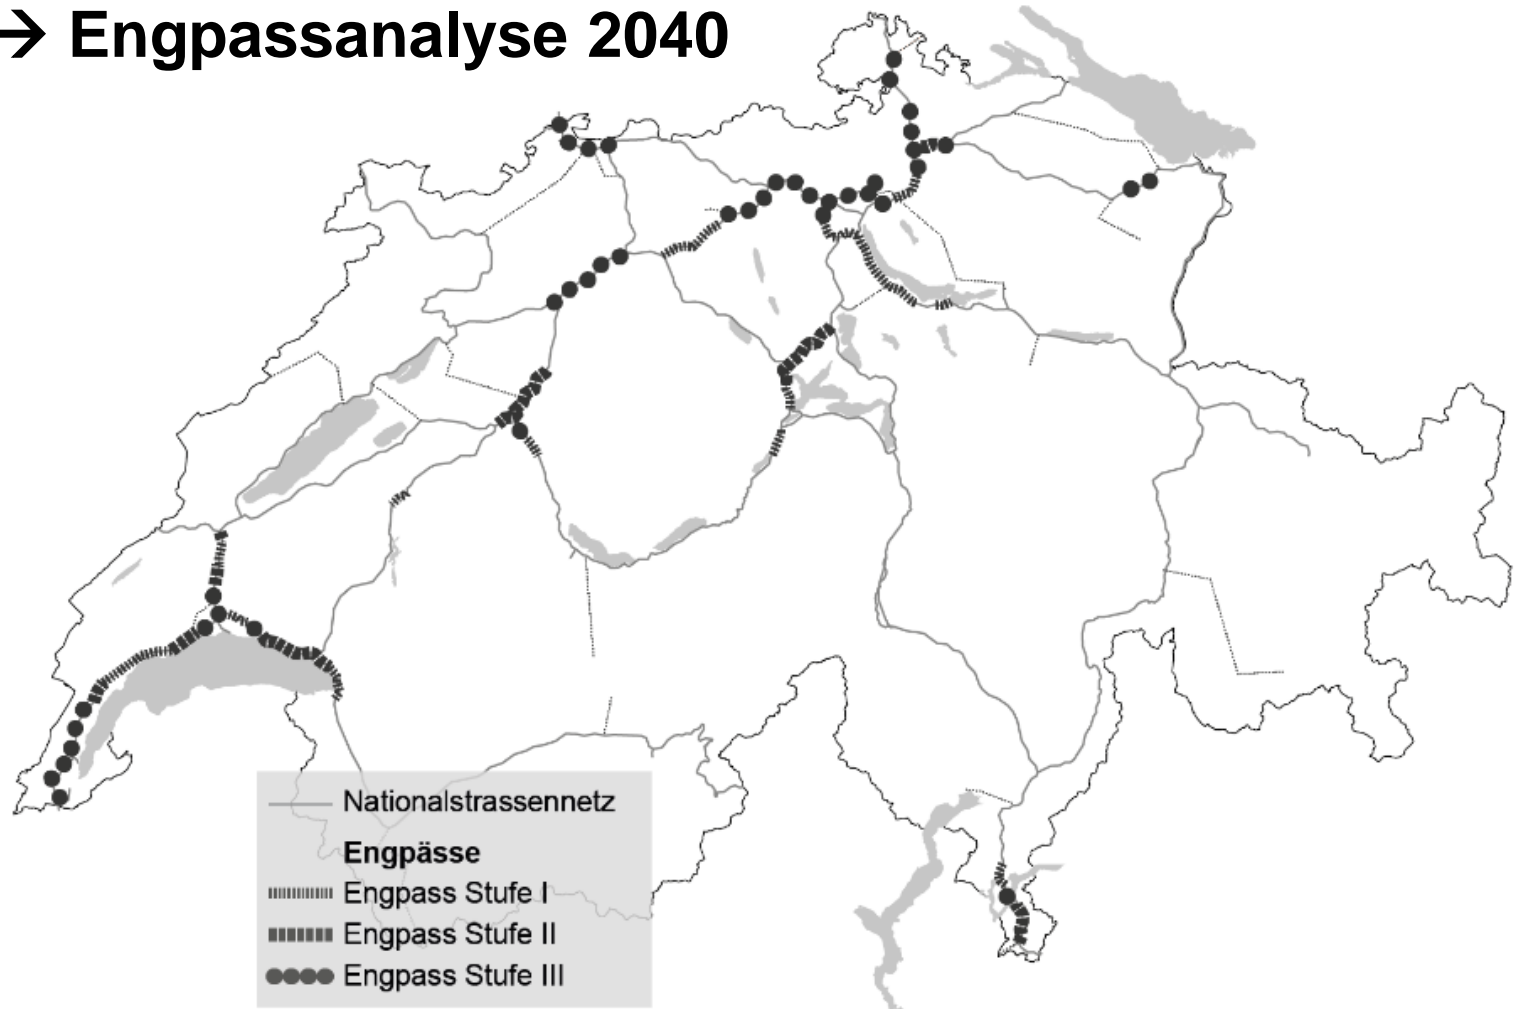 → Engpassanalyse 2040
Nationalstrassennetz
Engpässe
Engpass Stufe I
Engpass Stufe II
Engpass Stufe III